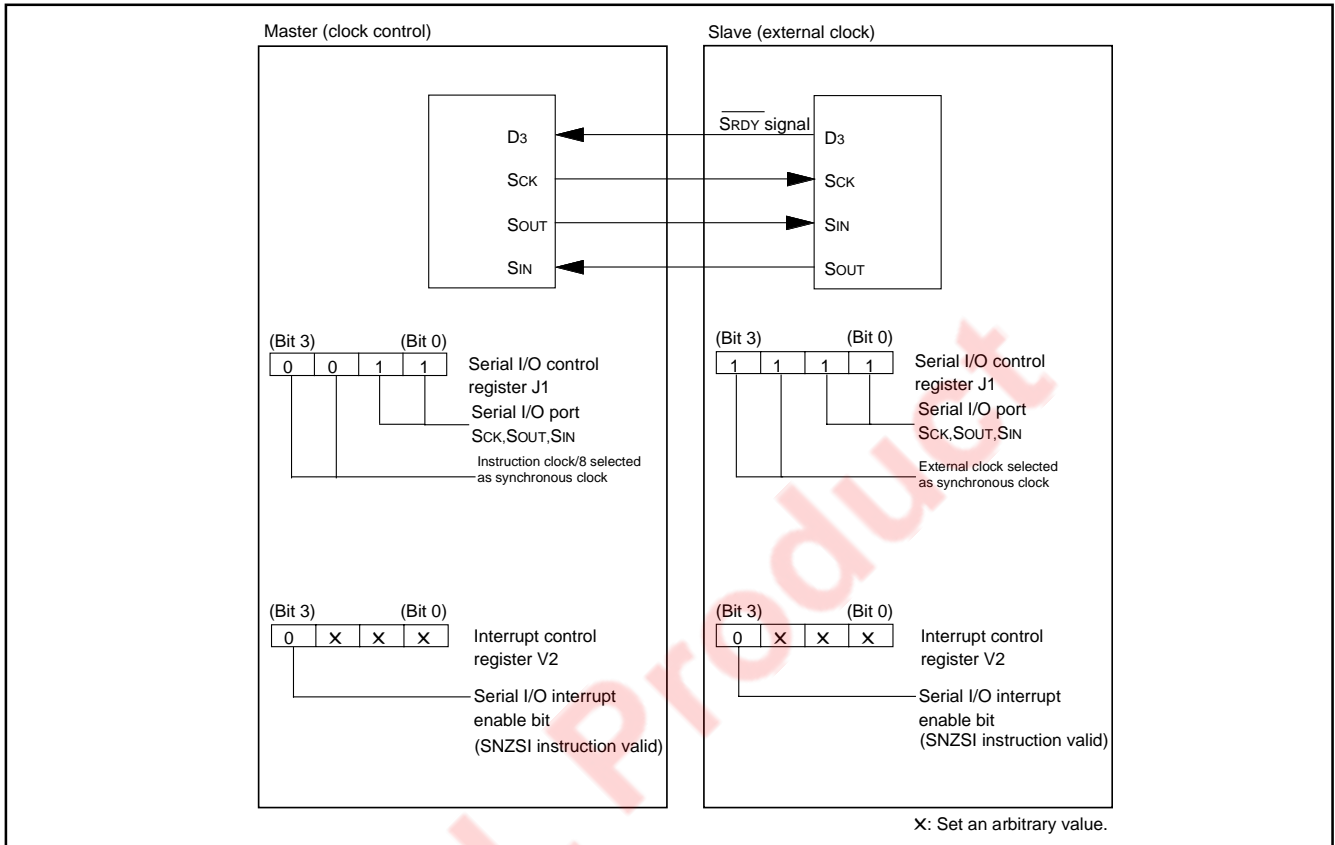 Master (clock control)
D3
SCK
SOUT
SIN
(Bit 3) (Bit 0)
0 0 1 1
Serial I/O control
register J1
Serial I/O port
SCK,SOUT,SIN
Instruction clock/8 selected
as synchronous clock
(Bit 3) (Bit 0)
0 × × ×
Interrupt control
register V2
Serial I/O interrupt
enable bit
(SNZSI instruction valid)
Slave (external clock)
SRDY signal
D3
SCK
SIN
SOUT
(Bit 3) (Bit 0)
1 1 1 1
Serial I/O control
register J1
Serial I/O port
SCK,SOUT,SIN
External clock selected
as synchronous clock
(Bit 3) (Bit 0)
0 × × ×
Interrupt control
register V2
Serial I/O interrupt
enable bit
(SNZSI instruction valid)
×: Set an arbitrary value.
Product